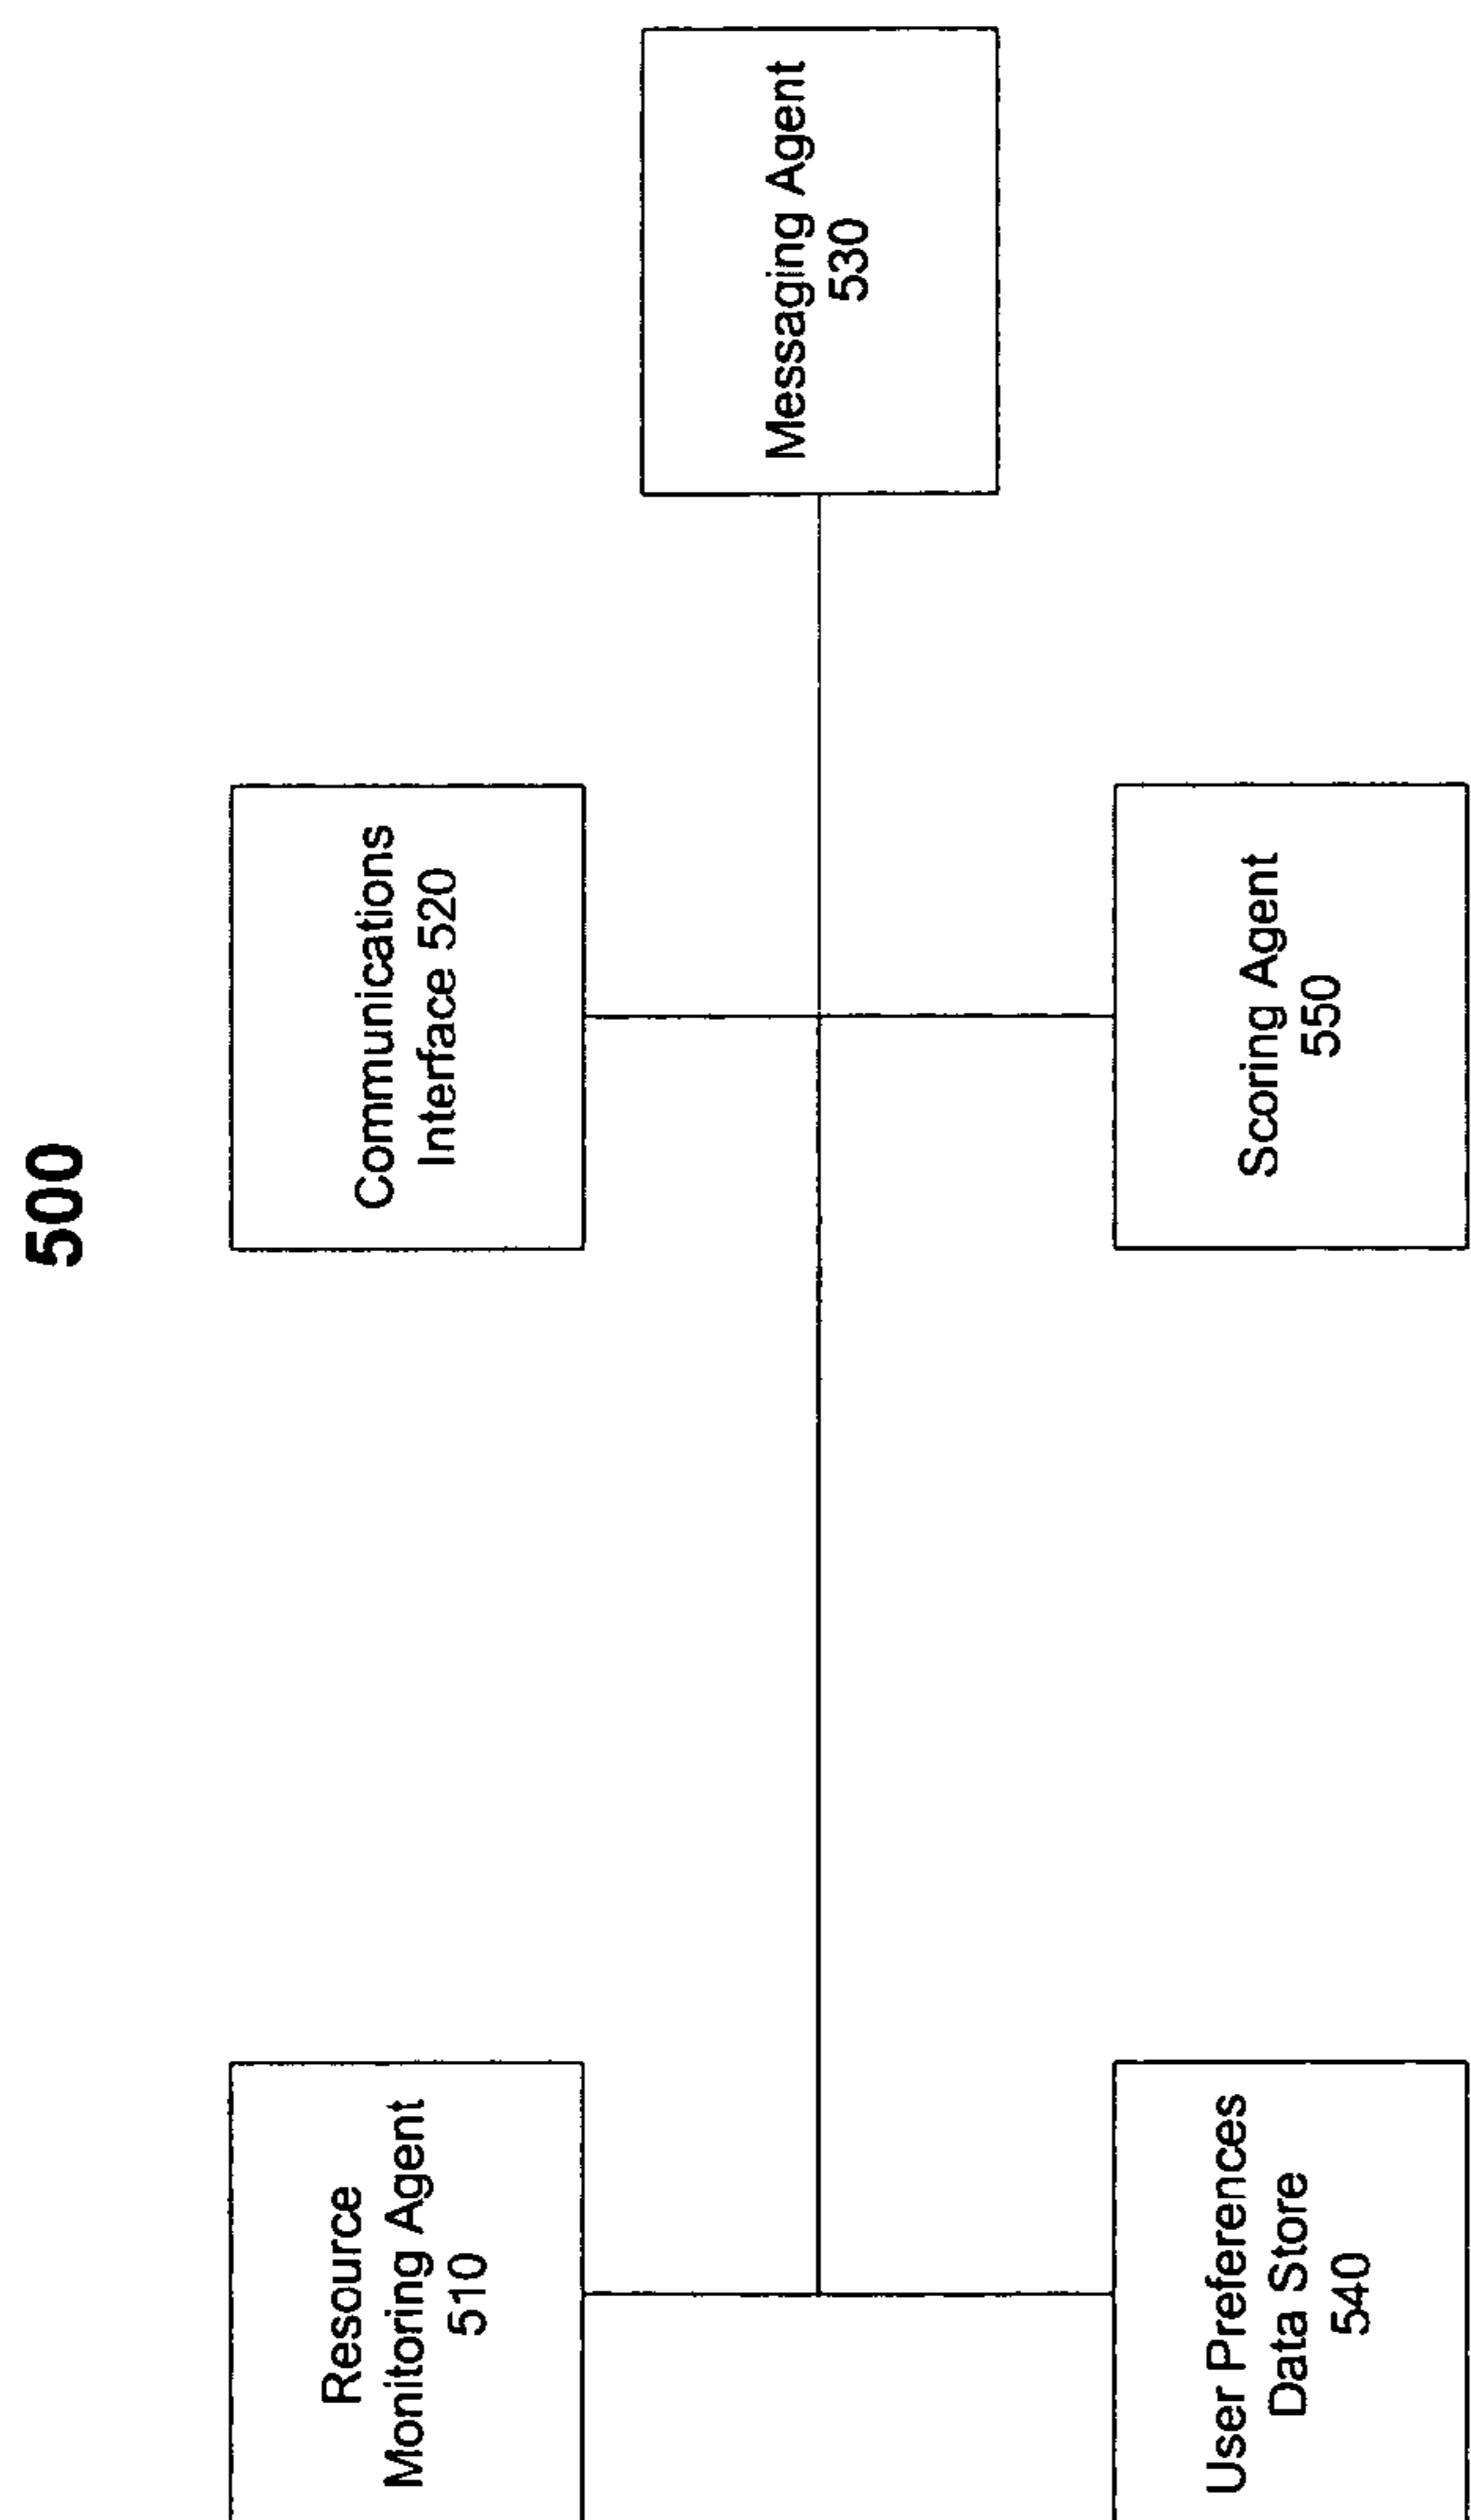 500
Resource
Monitoring Agent
510
Communications
Interface 520
Messaging Agent
530
User Preferences
Data Store
540
Scoring Agent
550